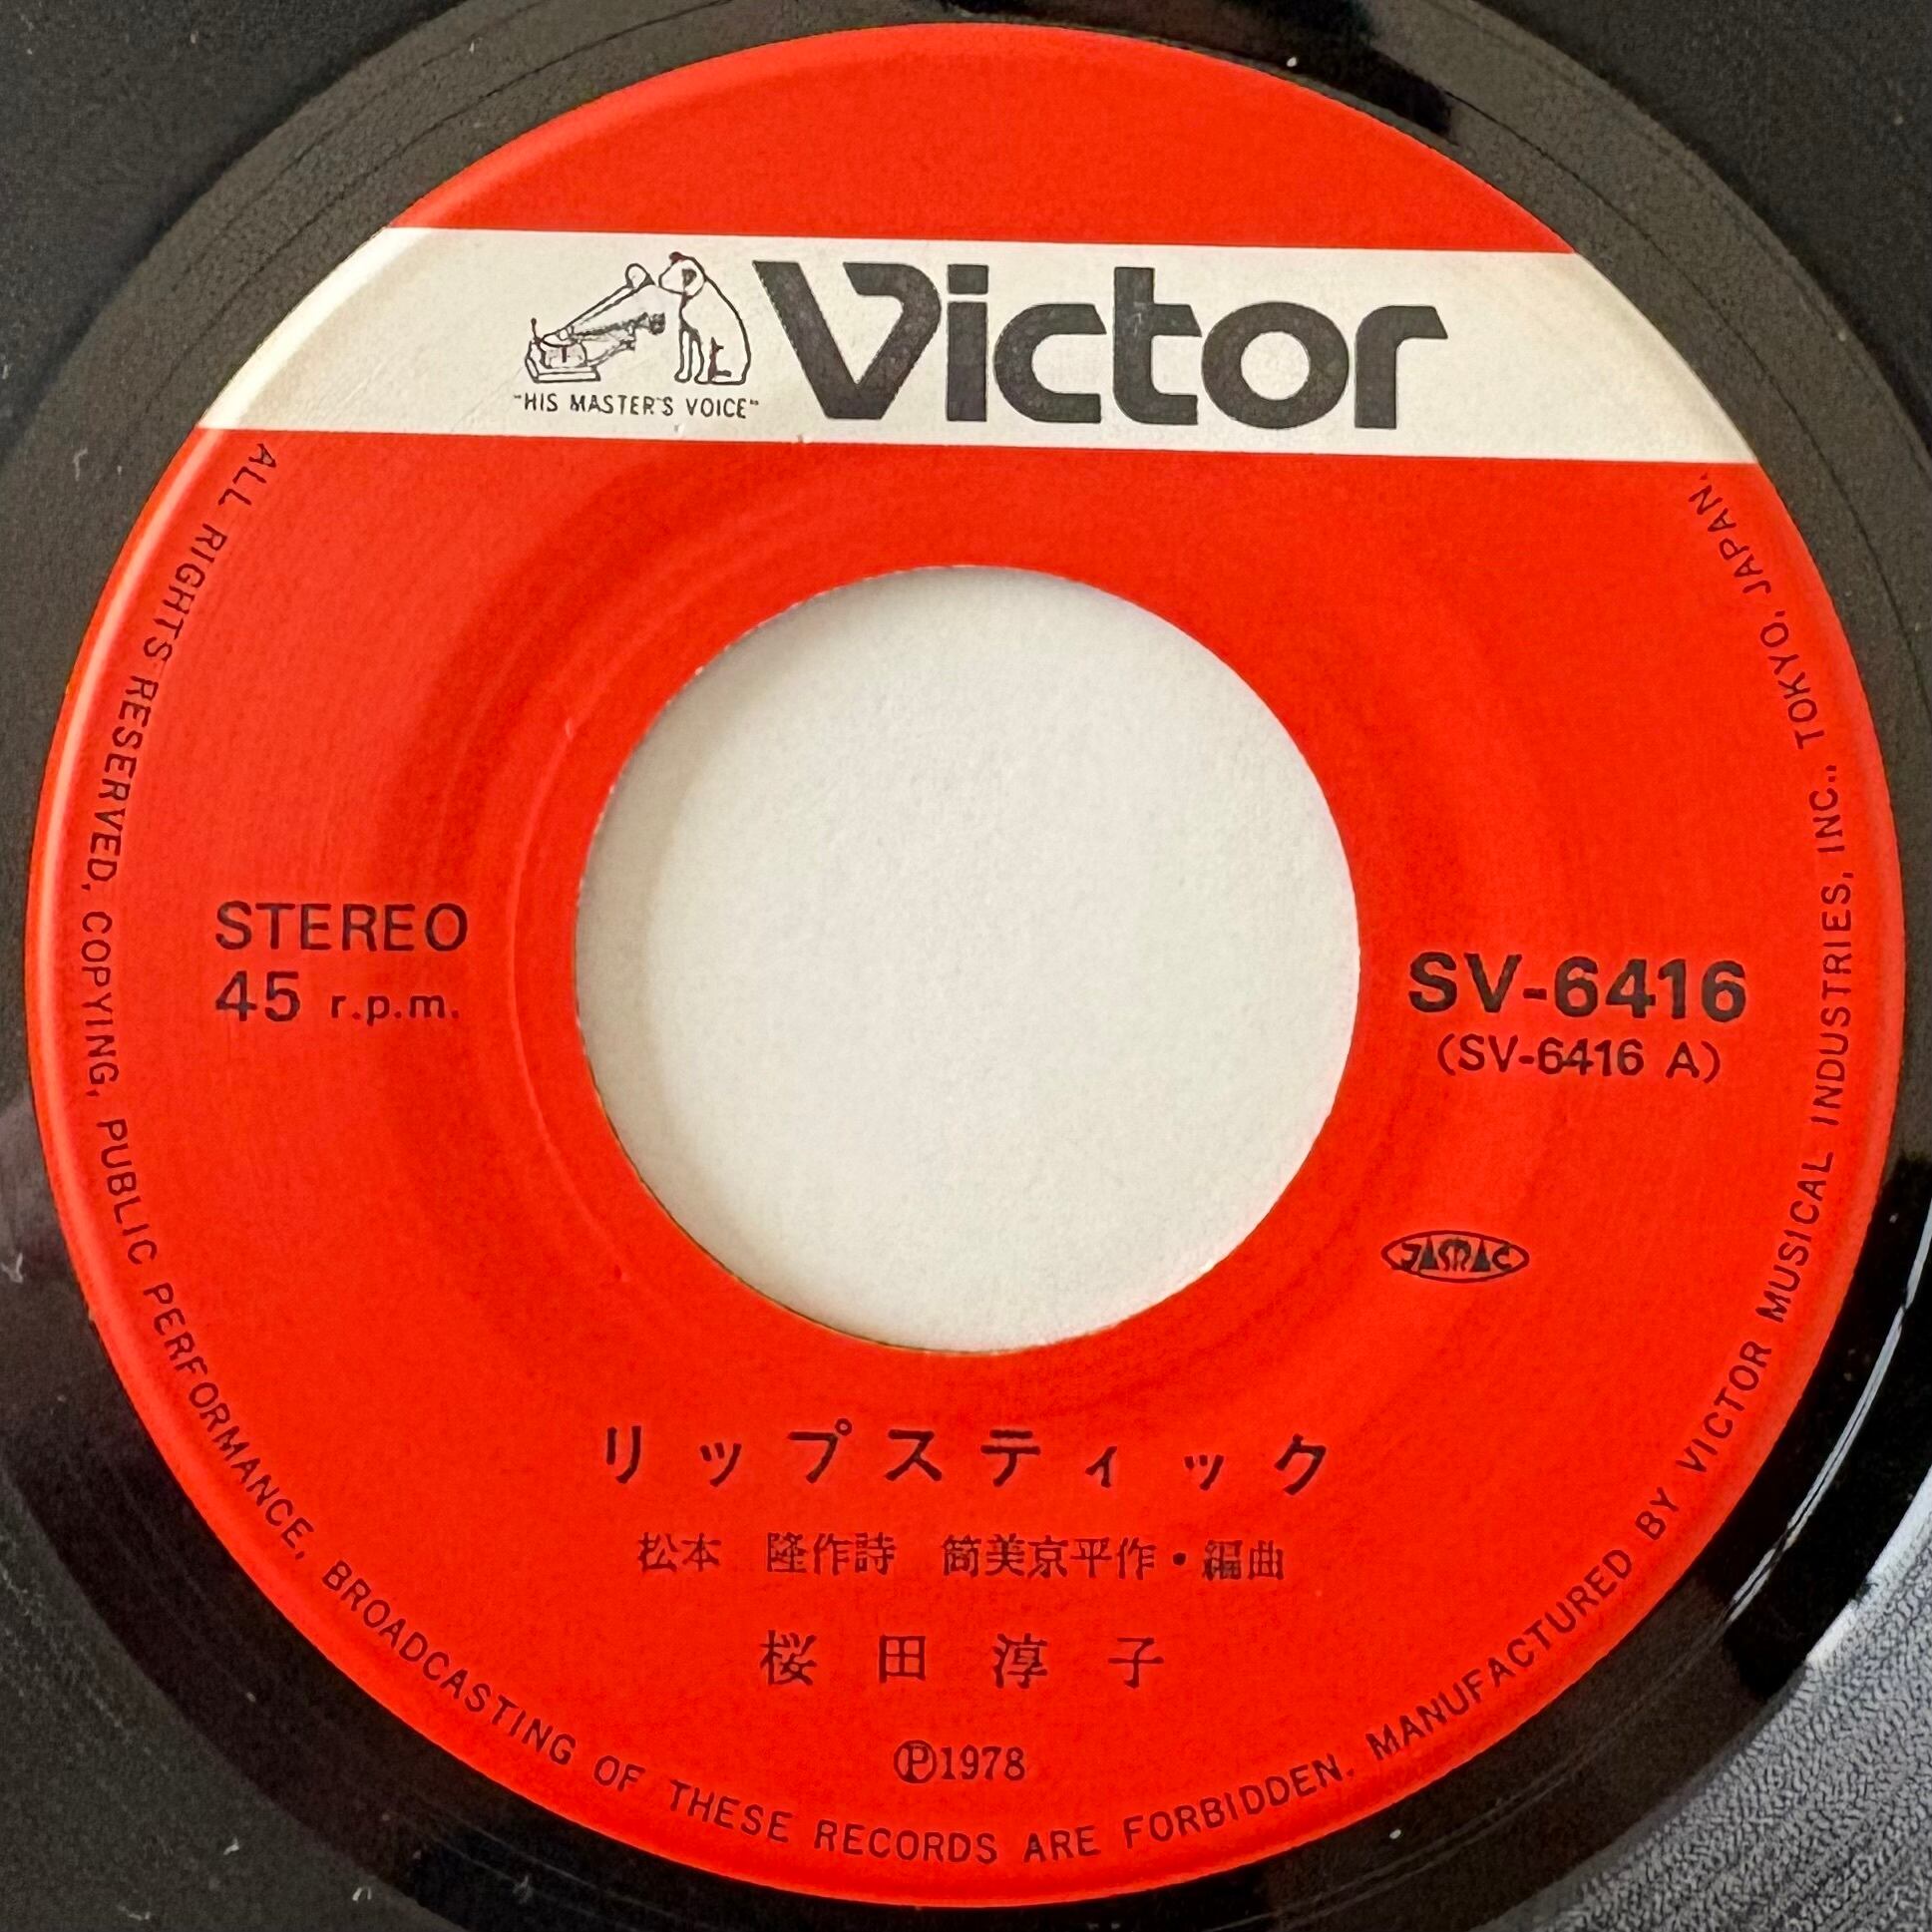 Victor
"HIS MASTER'S VOICE"
STEREO
45 r.p.m.
SV-6416
(SV-6416 A)
JASRAC
リップスティック
松本　隆作詩　筒美京平作・編曲
桜田淳子
Ⓟ1978
ALL RIGHTS RESERVED. COPYING, PUBLIC PERFORMANCE, BROADCASTING OF THESE RECORDS ARE FORBIDDEN. MANUFACTURED BY VICTOR MUSICAL INDUSTRIES, INC., TOKYO, JAPAN.